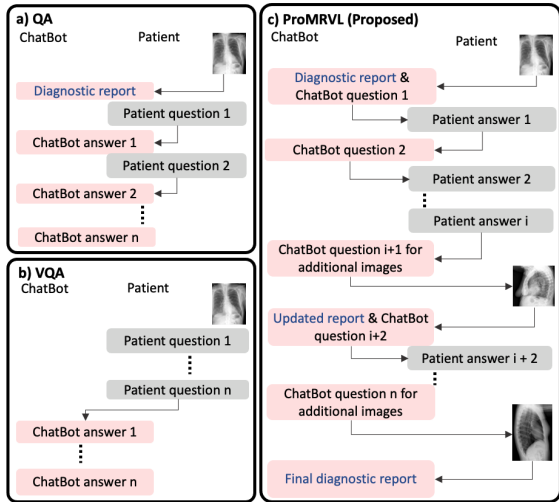 a) QA
ChatBot Patient
Diagnostic report
Patient question 1
ChatBot answer 1
Patient question 2
ChatBot answer 2
ChatBot answer n
b) VQA
ChatBot Patient
Patient question 1
Patient question n
ChatBot answer 1
ChatBot answer n
c) ProMRVL (Proposed)
ChatBot Patient
Diagnostic report &
ChatBot question 1
Patient answer 1
ChatBot question 2
Patient answer 2
Patient answer i
ChatBot question i+1 for
additional images
Updated report & ChatBot
question i+2
Patient answer i + 2
ChatBot question n for
additional images
Final diagnostic report